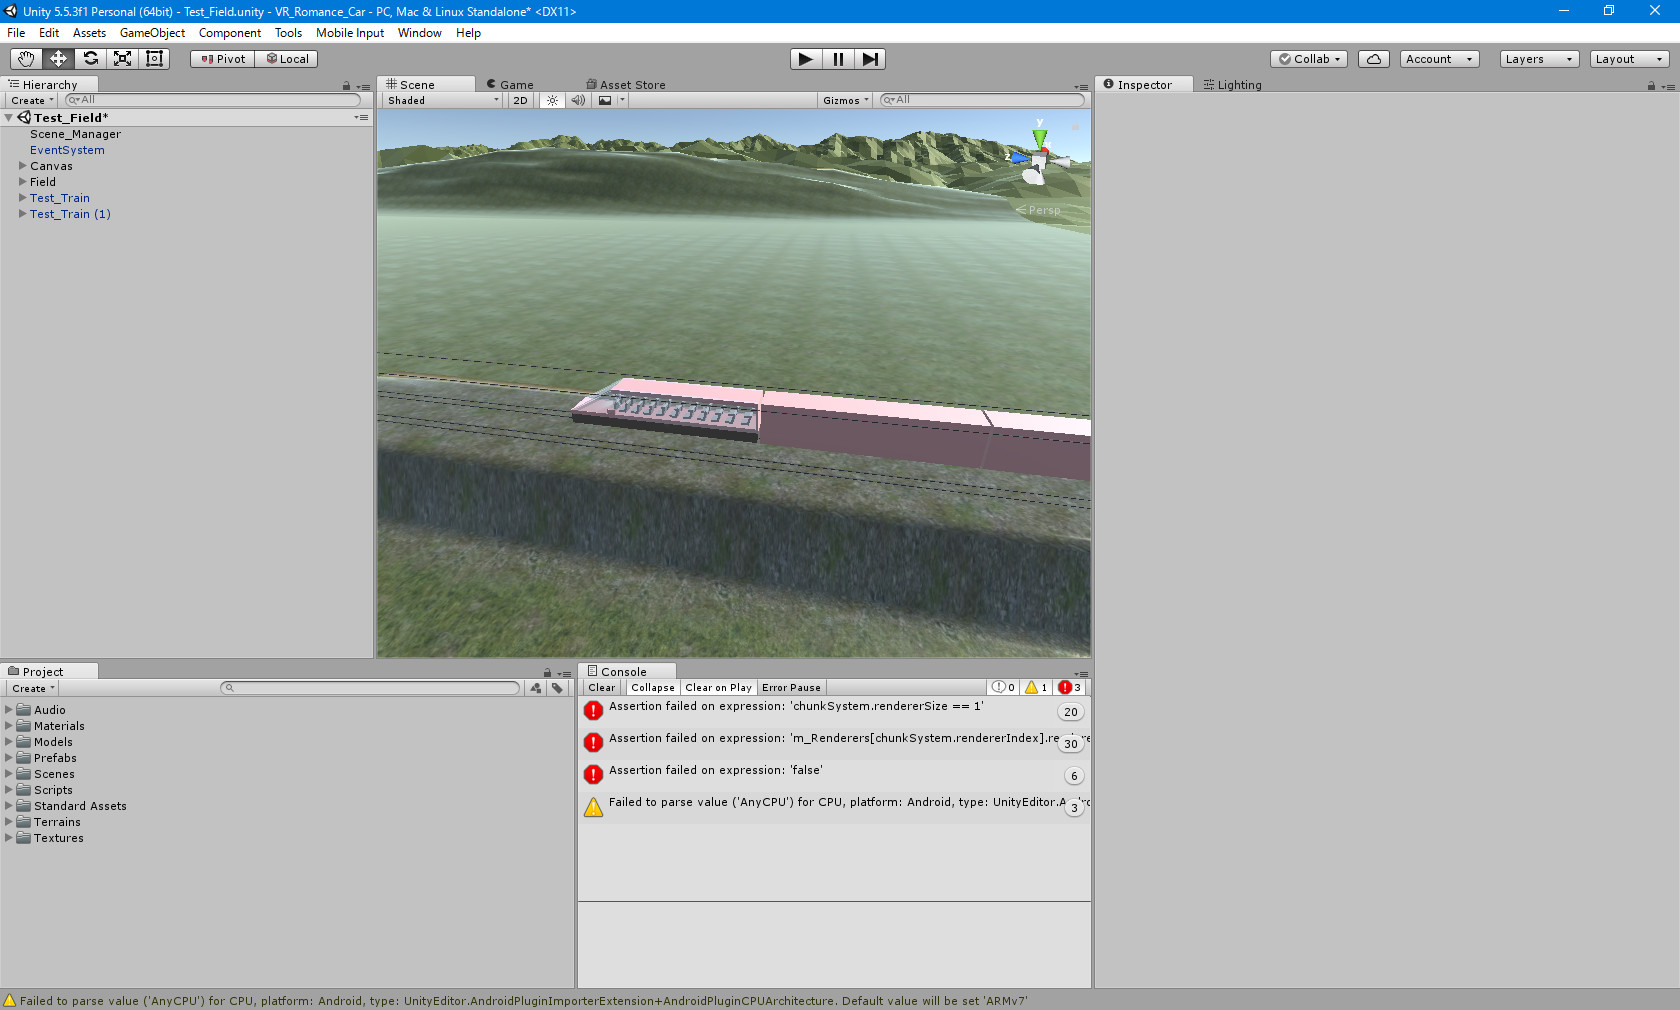 Unity 5.5.3f1 Personal (64bit) - Test_Field.unity - VR_Romance_Car - PC, Mac & Linux Standalone* <DX11>
File Edit Assets GameObject Component Tools Mobile Input Window Help
Pivot Local Collab Account Layers Layout
Hierarchy
Create All
Test_Field*
Scene_Manager
EventSystem
Canvas
Field
Test_Train
Test_Train (1)
Scene Game Asset Store
Shaded 2D Gizmos All
y
z
Persp
Inspector Lighting
Project
Create
Audio
Materials
Models
Prefabs
Scenes
Scripts
Standard Assets
Terrains
Textures
Console
Clear Collapse Clear on Play Error Pause 0 1 3
Assertion failed on expression: 'chunkSystem.rendererSize == 1' 20
Assertion failed on expression: 'm_Renderers[chunkSystem.rendererIndex].re 30
Assertion failed on expression: 'false' 6
Failed to parse value ('AnyCPU') for CPU, platform: Android, type: UnityEditor.A 3
Failed to parse value ('AnyCPU') for CPU, platform: Android, type: UnityEditor.AndroidPluginImporterExtension+AndroidPluginCPUArchitecture. Default value will be set 'ARMv7'